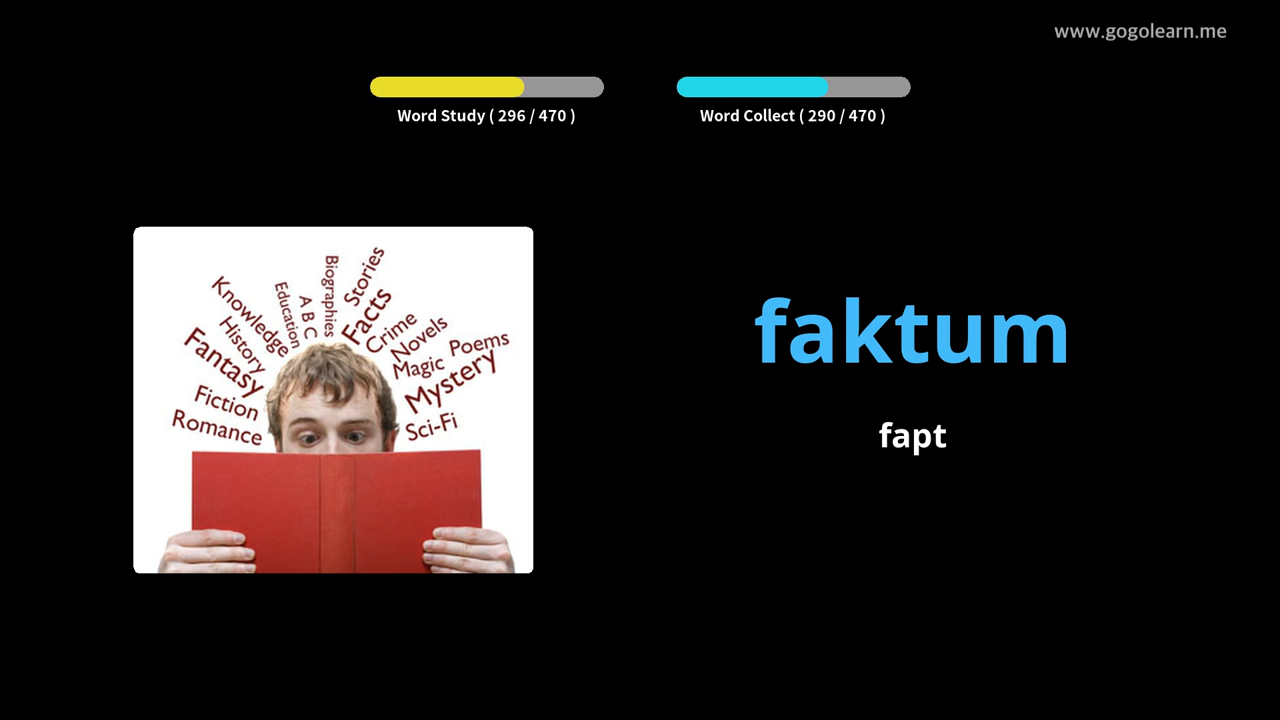 www.gogolearn.me
Word Study ( 296 / 470 )
Word Collect ( 290 / 470 )
Biographies
Stories
Education
A B C
Facts
Knowledge
Crime
History
Novels
Poems
Fantasy
Magic
Mystery
Fiction
Romance
Sci-Fi
faktum
fapt